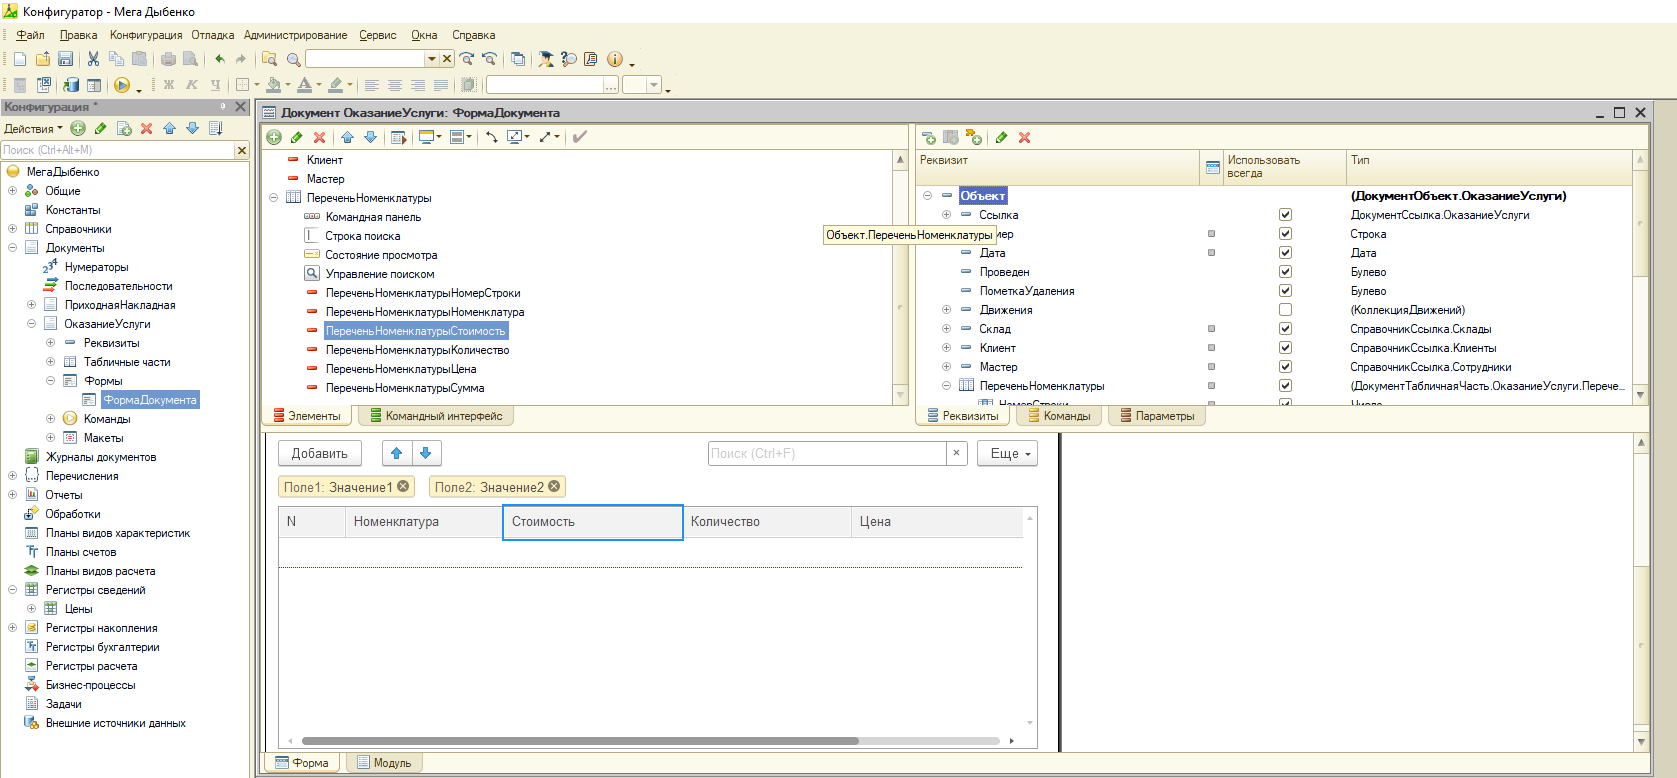 Конфигуратор - Мега Дыбенко
Файл Правка Конфигурация Отладка Администрирование Сервис Окна Справка
Ж К Ч
Конфигурация *
Действия
Поиск (Ctrl+Alt+M)
МегаДыбенко
Общие
Константы
Справочники
Документы
Нумераторы
Последовательности
ПриходнаяНакладная
ОказаниеУслуги
Реквизиты
Табличные части
Формы
ФормаДокумента
Команды
Макеты
Журналы документов
Перечисления
Отчеты
Обработки
Планы видов характеристик
Планы счетов
Планы видов расчета
Регистры сведений
Цены
Регистры накопления
Регистры бухгалтерии
Регистры расчета
Бизнес-процессы
Задачи
Внешние источники данных
Документ ОказаниеУслуги: ФормаДокумента
Клиент
Мастер
ПереченьНоменклатуры
Командная панель
Строка поиска
Состояние просмотра
Управление поиском
ПереченьНоменклатурыНомерСтроки
ПереченьНоменклатурыНоменклатура
ПереченьНоменклатурыСтоимость
ПереченьНоменклатурыКоличество
ПереченьНоменклатурыЦена
ПереченьНоменклатурыСумма
Элементы Командный интерфейс
Реквизит Использовать всегда Тип
Объект (ДокументОбъект.ОказаниеУслуги)
Ссылка ДокументСсылка.ОказаниеУслуги
Объект.ПереченьНоменклатуры
мер Строка
Дата Дата
Проведен Булево
ПометкаУдаления Булево
Движения (КоллекцияДвижений)
Склад СправочникСсылка.Склады
Клиент СправочникСсылка.Клиенты
Мастер СправочникСсылка.Сотрудники
ПереченьНоменклатуры (ДокументТабличнаяЧасть.ОказаниеУслуги.Перече...
НомерСтроки Число
Реквизиты Команды Параметры
Добавить Поиск (Ctrl+F) × Еще
Поле1: Значение1 Поле2: Значение2
N Номенклатура Стоимость Количество Цена
Форма Модуль